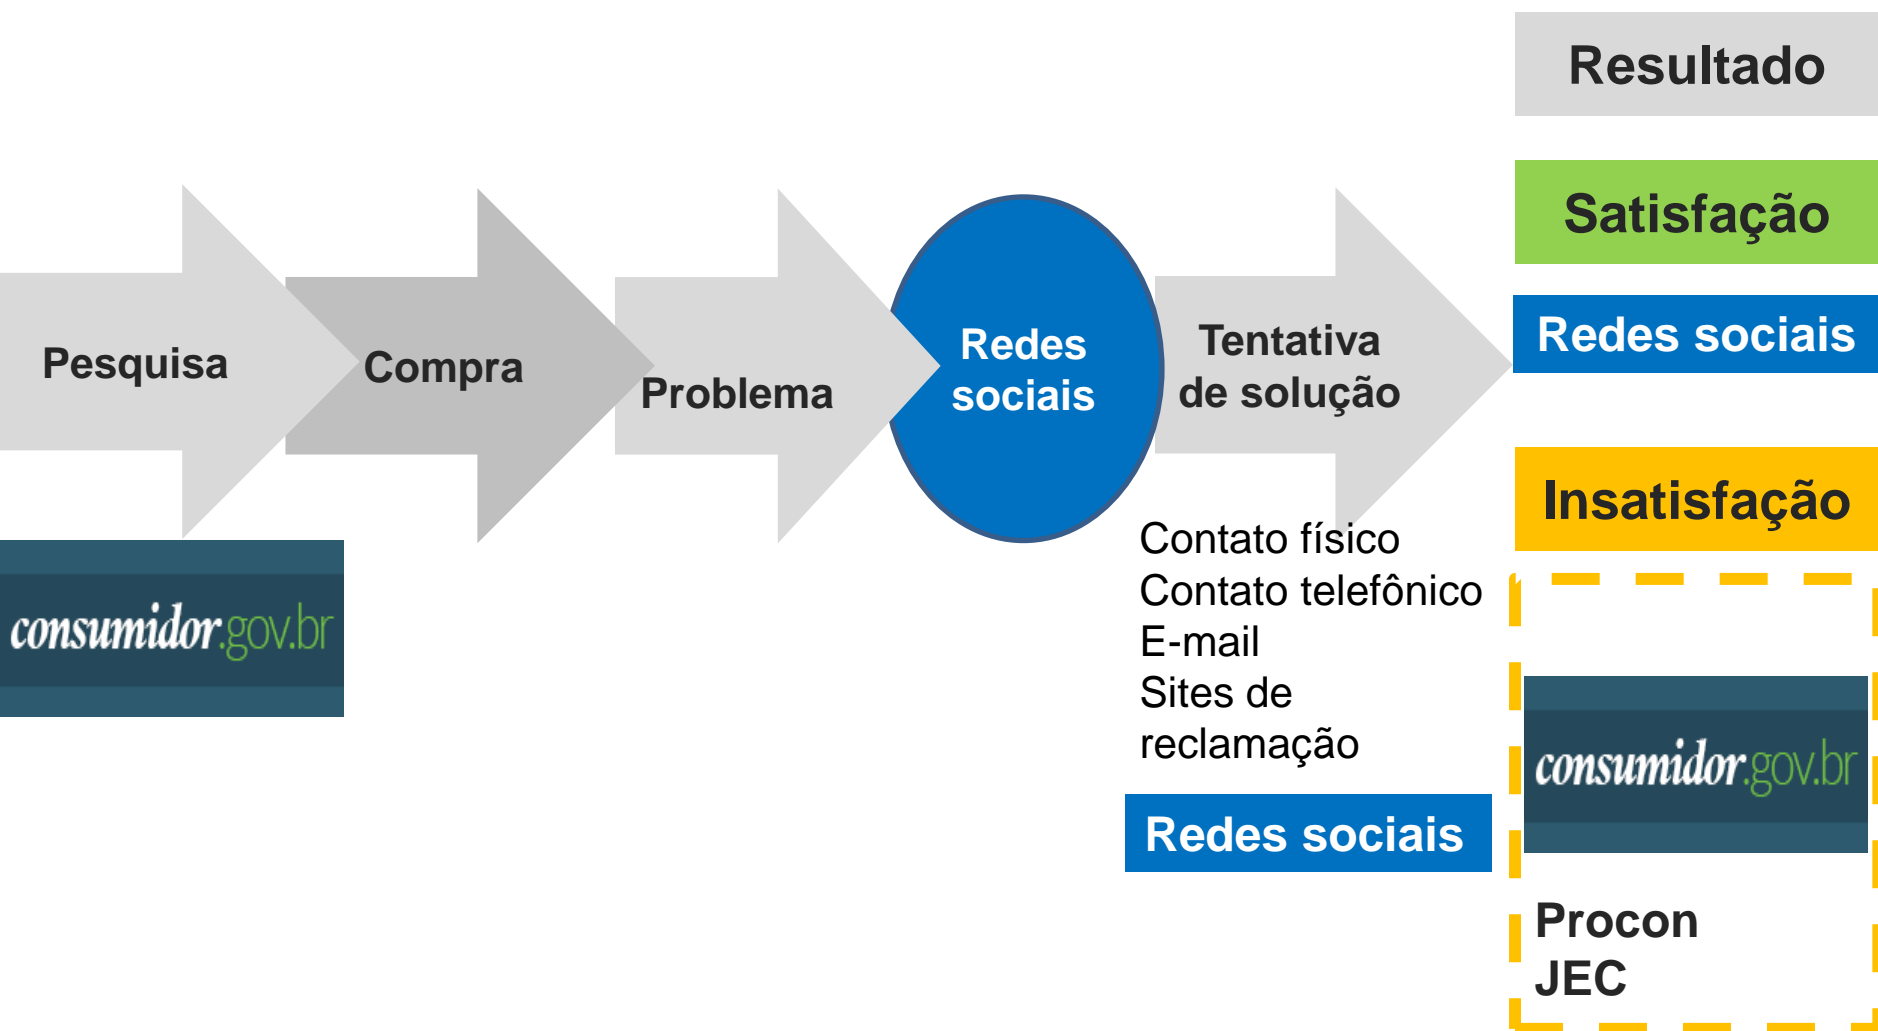 Resultado
Satisfação
Redes sociais
Pesquisa
Compra
Problema
Redes
sociais
Tentativa
de solução
Insatisfação
Contato físico
Contato telefônico
E-mail
Sites de
reclamação
Redes sociais
consumidor.gov.br
consumidor.gov.br
Procon
JEC